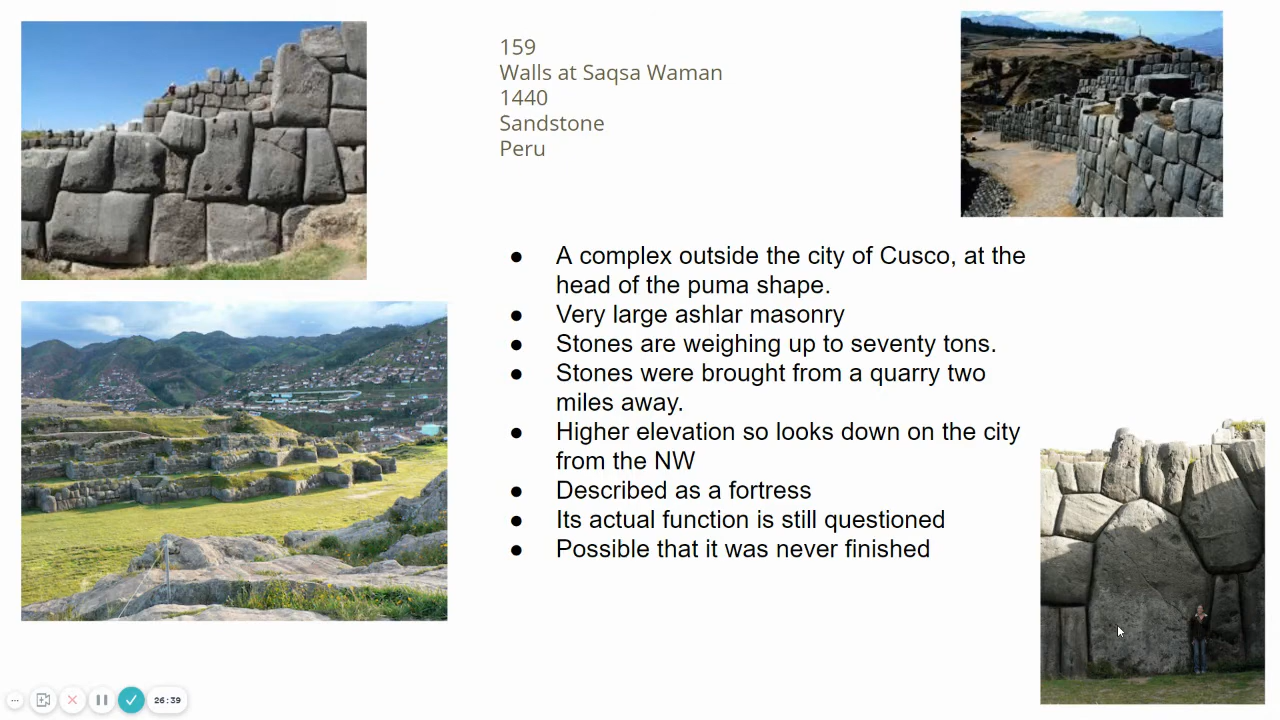 159
Walls at Saqsa Waman
1440
Sandstone
Peru
● A complex outside the city of Cusco, at the
head of the puma shape.
● Very large ashlar masonry
● Stones are weighing up to seventy tons.
● Stones were brought from a quarry two
miles away.
● Higher elevation so looks down on the city
from the NW
● Described as a fortress
● Its actual function is still questioned
● Possible that it was never finished
26:39